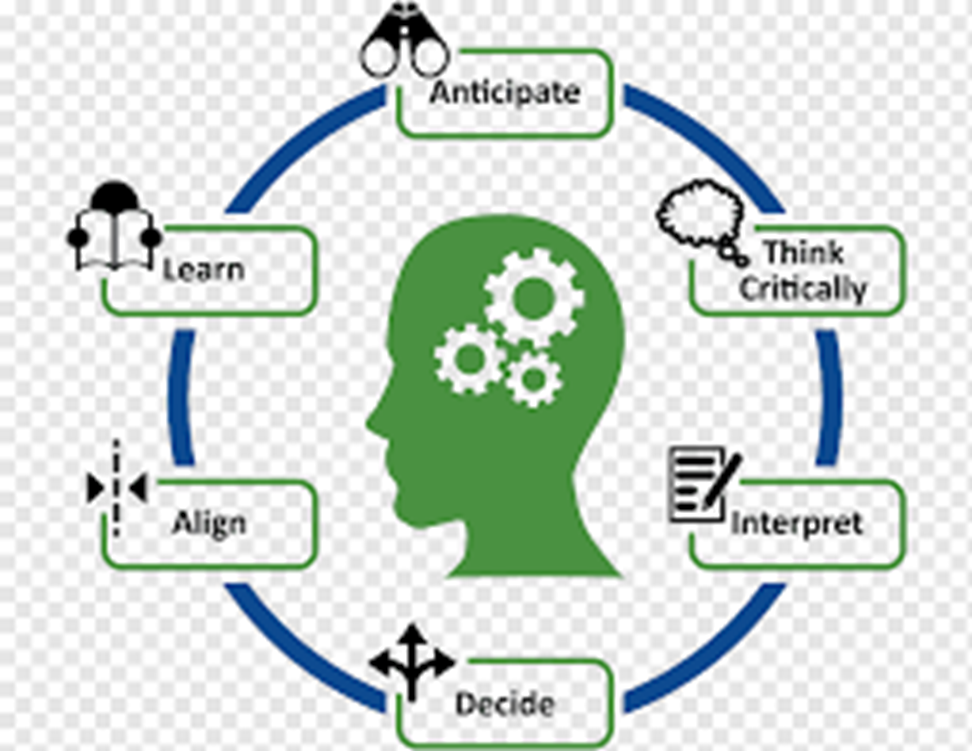 Anticipate
Think
Critically
Interpret
Decide
Align
Learn